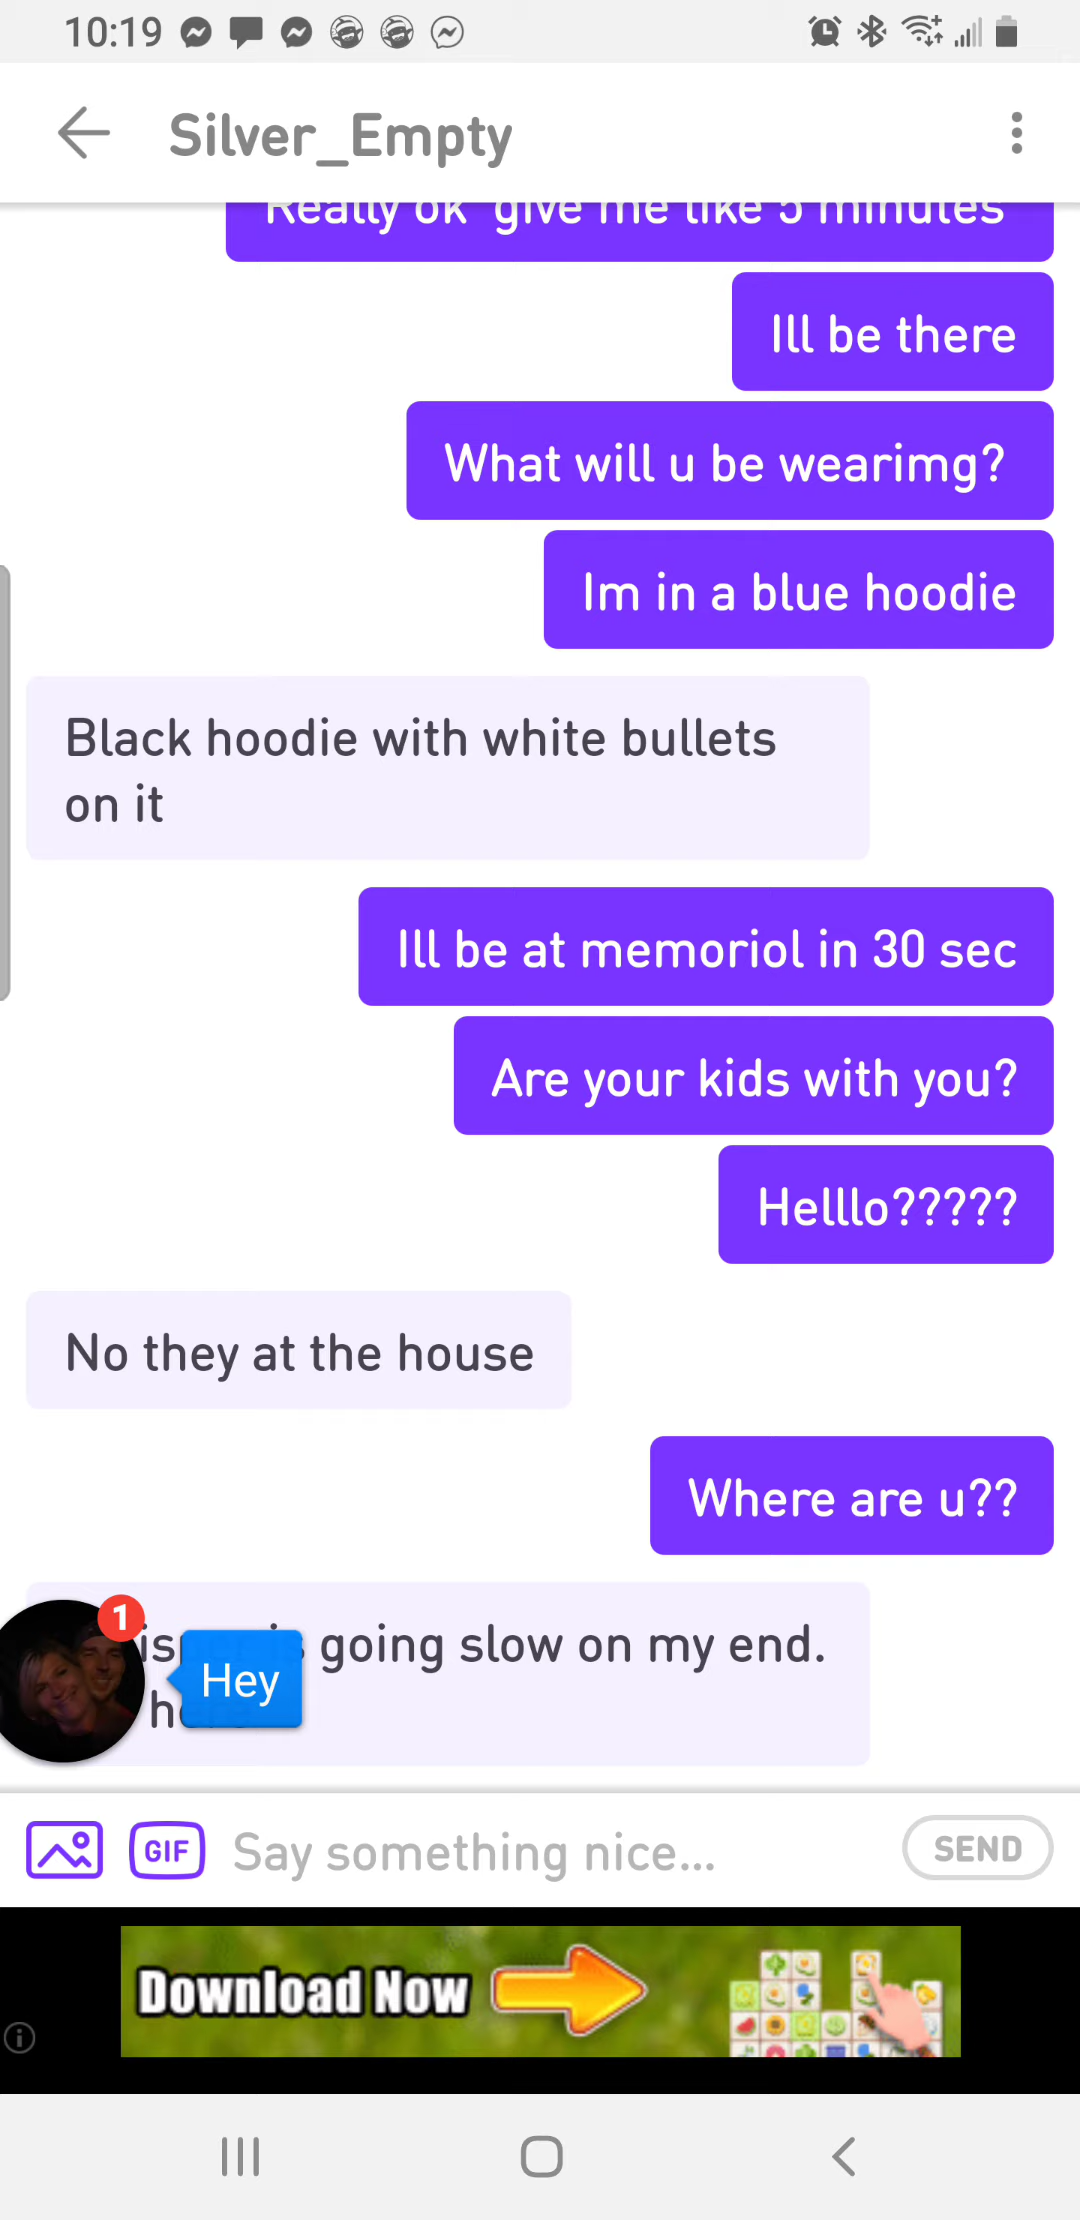 10:19
Silver_Empty
Really ok give me like 5 minutes
Ill be there
What will u be wearimg?
Im in a blue hoodie
Black hoodie with white bullets
on it
Ill be at memoriol in 30 sec
Are your kids with you?
Helllo?????
No they at the house
Where are u??
1
going slow on my end.
Hey
GIF
Say something nice...
SEND
Download Now